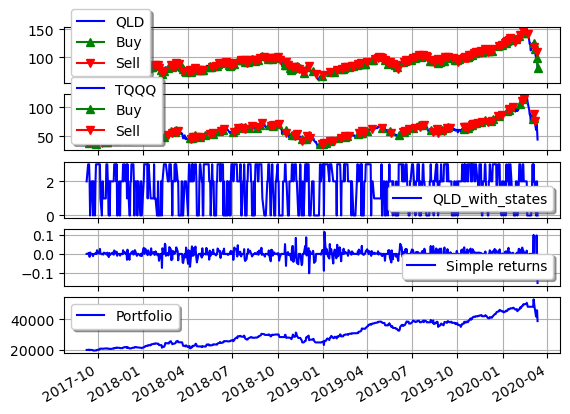 150
100
QLD
Buy
Sell
100
50
TQQQ
Buy
Sell
2
0
QLD_with_states
0.1
0.0
−0.1
Simple returns
40000
20000
Portfolio
2017-10
2018-01
2018-04
2018-07
2018-10
2019-01
2019-04
2019-07
2019-10
2020-01
2020-04